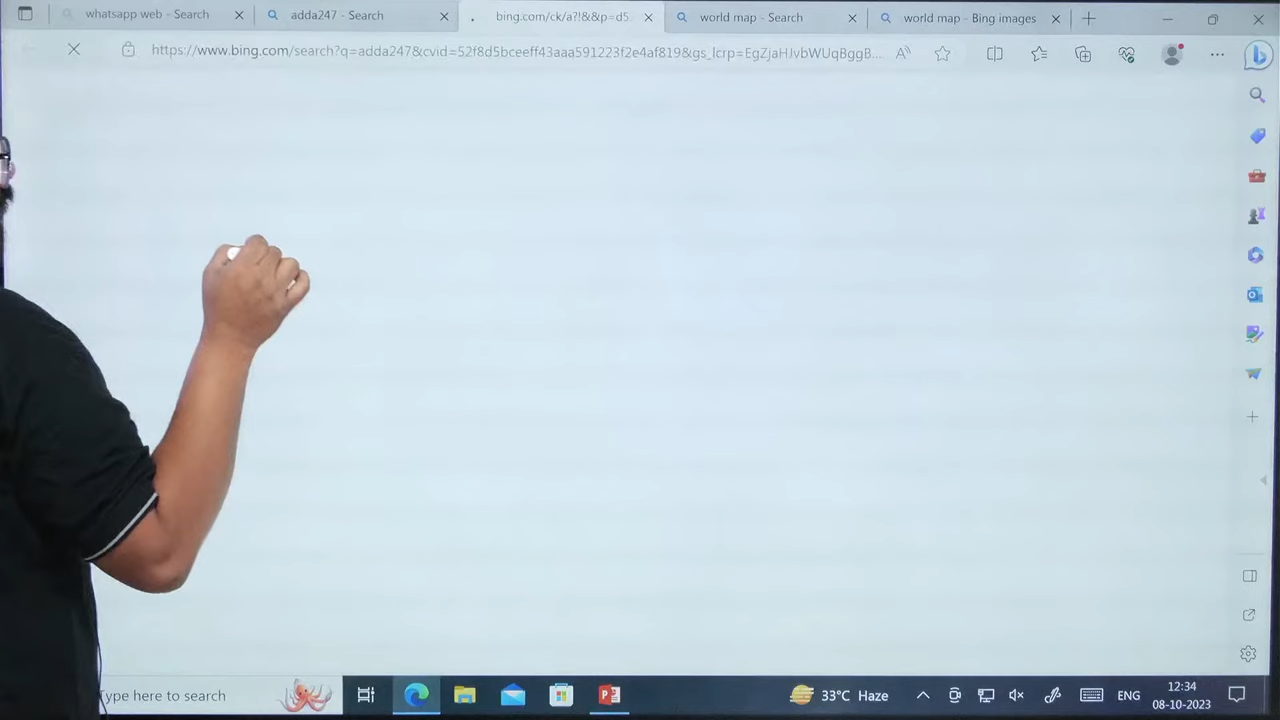 whatsapp web - Search
adda247 - Search
bing.com/ck/a?!&&p=d5
world map - Search
world map - Bing images
https://www.bing.com/search?q=adda247&cvid=52f8d5bceeff43aaa591223f2e4af819&gs_lcrp=EgZjaHJvbWUqBggB...
Type here to search
33°C Haze
ENG
12:34
08-10-2023